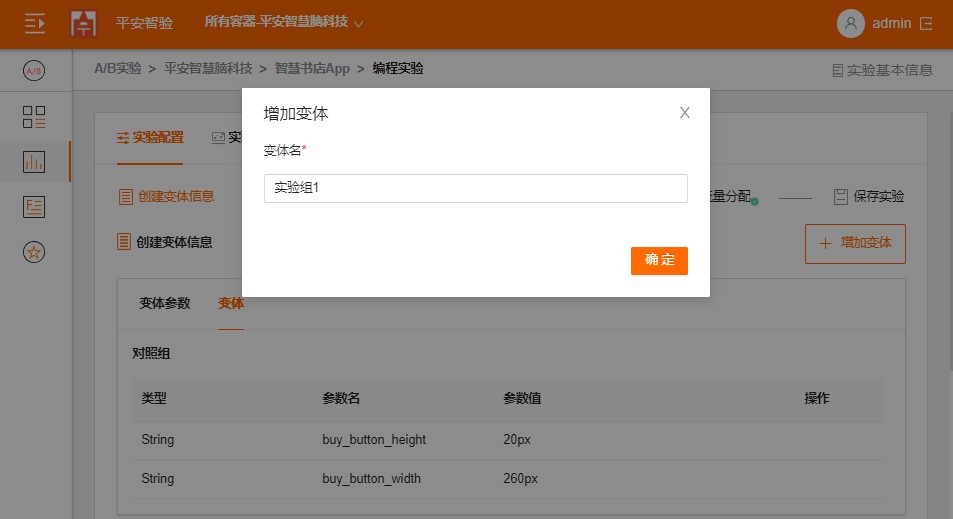 平安智验
所有容器-平安智慧脑科技
admin
A/B
A/B实验 > 平安智慧脑科技 > 智慧书店App > 编程实验
实验基本信息
增加变体
X
变体名*
实验组1
确 定
实验配置
实
创建变体信息
流量分配
保存实验
创建变体信息
+ 增加变体
变体参数
变体
对照组
类型 参数名 参数值 操作
String buy_button_height 20px
String buy_button_width 260px